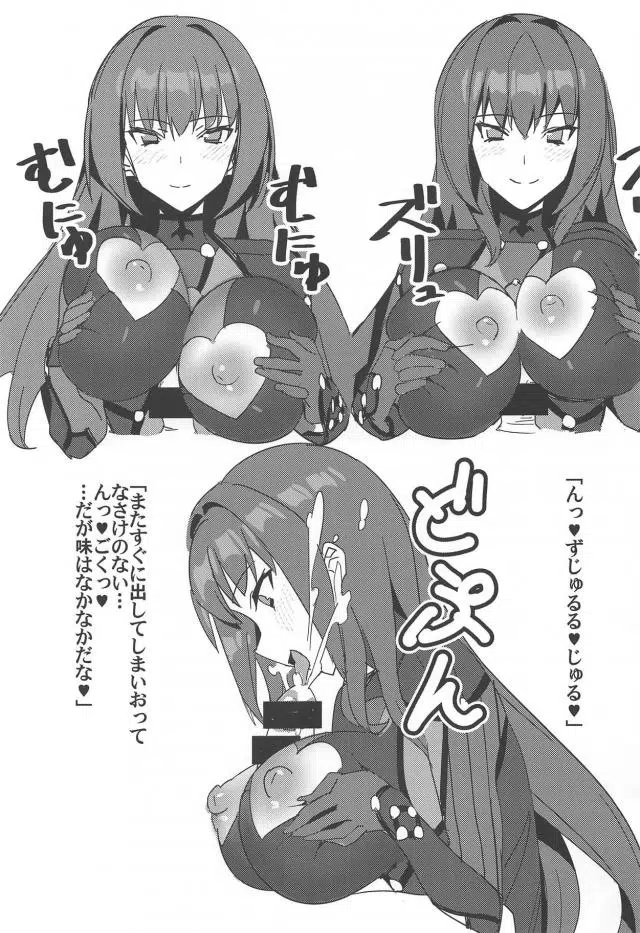 ズリュ
むにゅ
むにゅ
「んっ♥ずじゅるる♥じゅる♥」
どぷん
「またすぐに出してしまいおって
なさけのない…
んっ♥ごくっ♥
…だが味はなかなかだな♥」